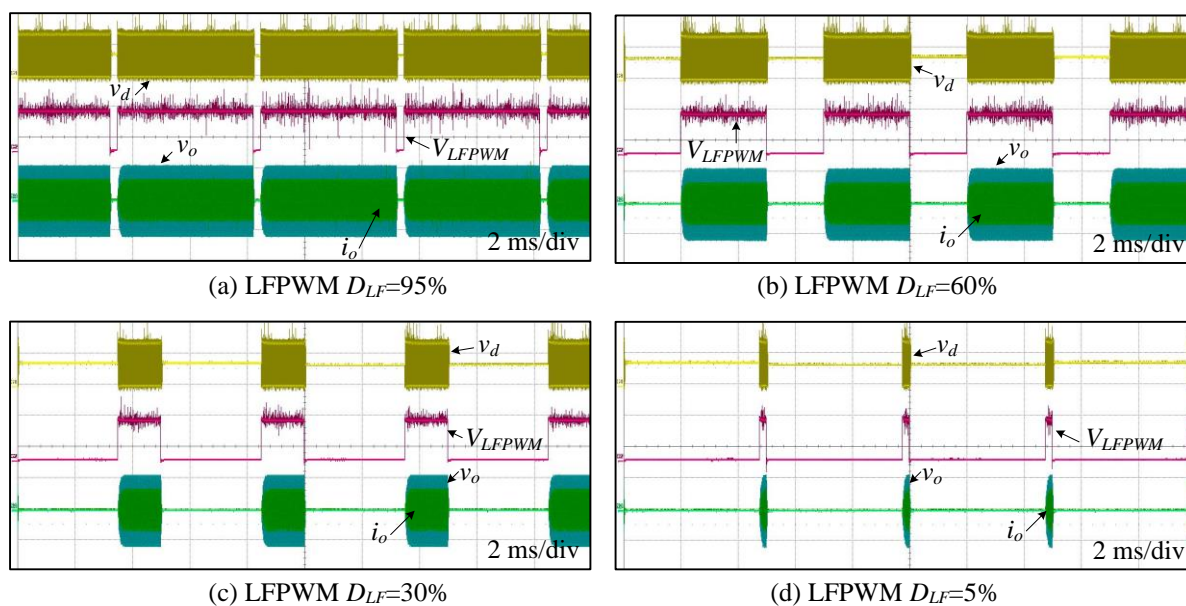 v_d
V_LFPWM
v_o
i_o
2 ms/div
(a) LFPWM D_LF=95%
v_d
V_LFPWM
v_o
i_o
2 ms/div
(b) LFPWM D_LF=60%
v_d
V_LFPWM
v_o
i_o
2 ms/div
(c) LFPWM D_LF=30%
v_d
V_LFPWM
v_o
i_o
2 ms/div
(d) LFPWM D_LF=5%